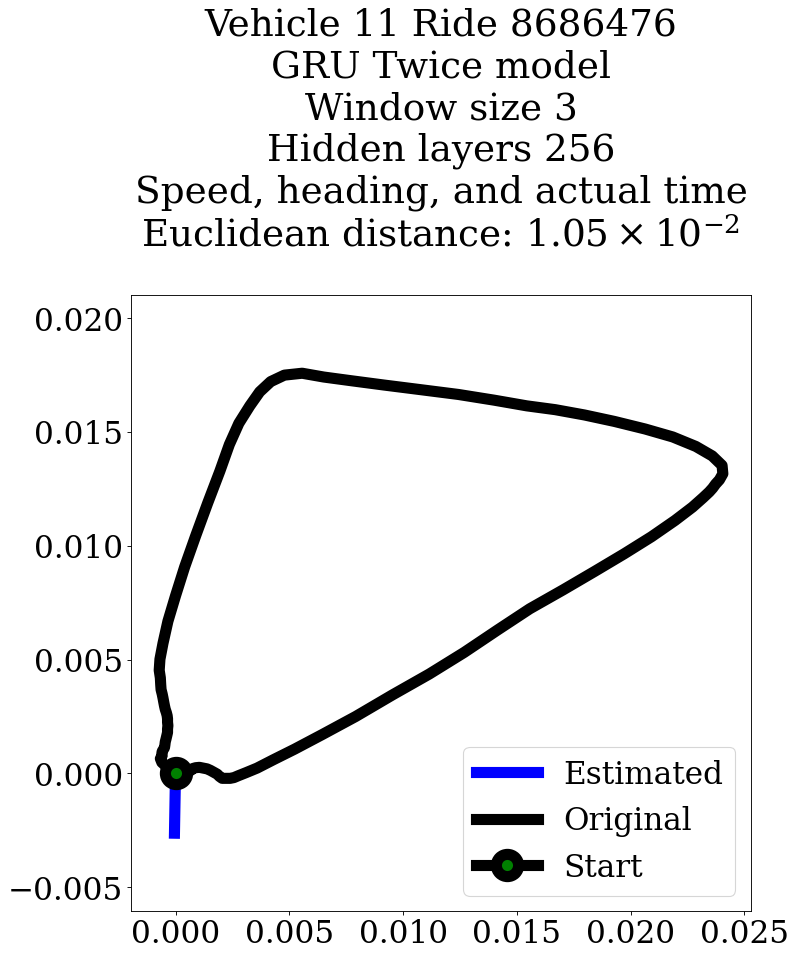 Vehicle 11 Ride 8686476
GRU Twice model
Window size 3
Hidden layers 256
Speed, heading, and actual time
Euclidean distance: 1.05 × 10⁻²
0.020
0.015
0.010
0.005
0.000
−0.005
Estimated
Original
Start
0.000 0.005 0.010 0.015 0.020 0.025